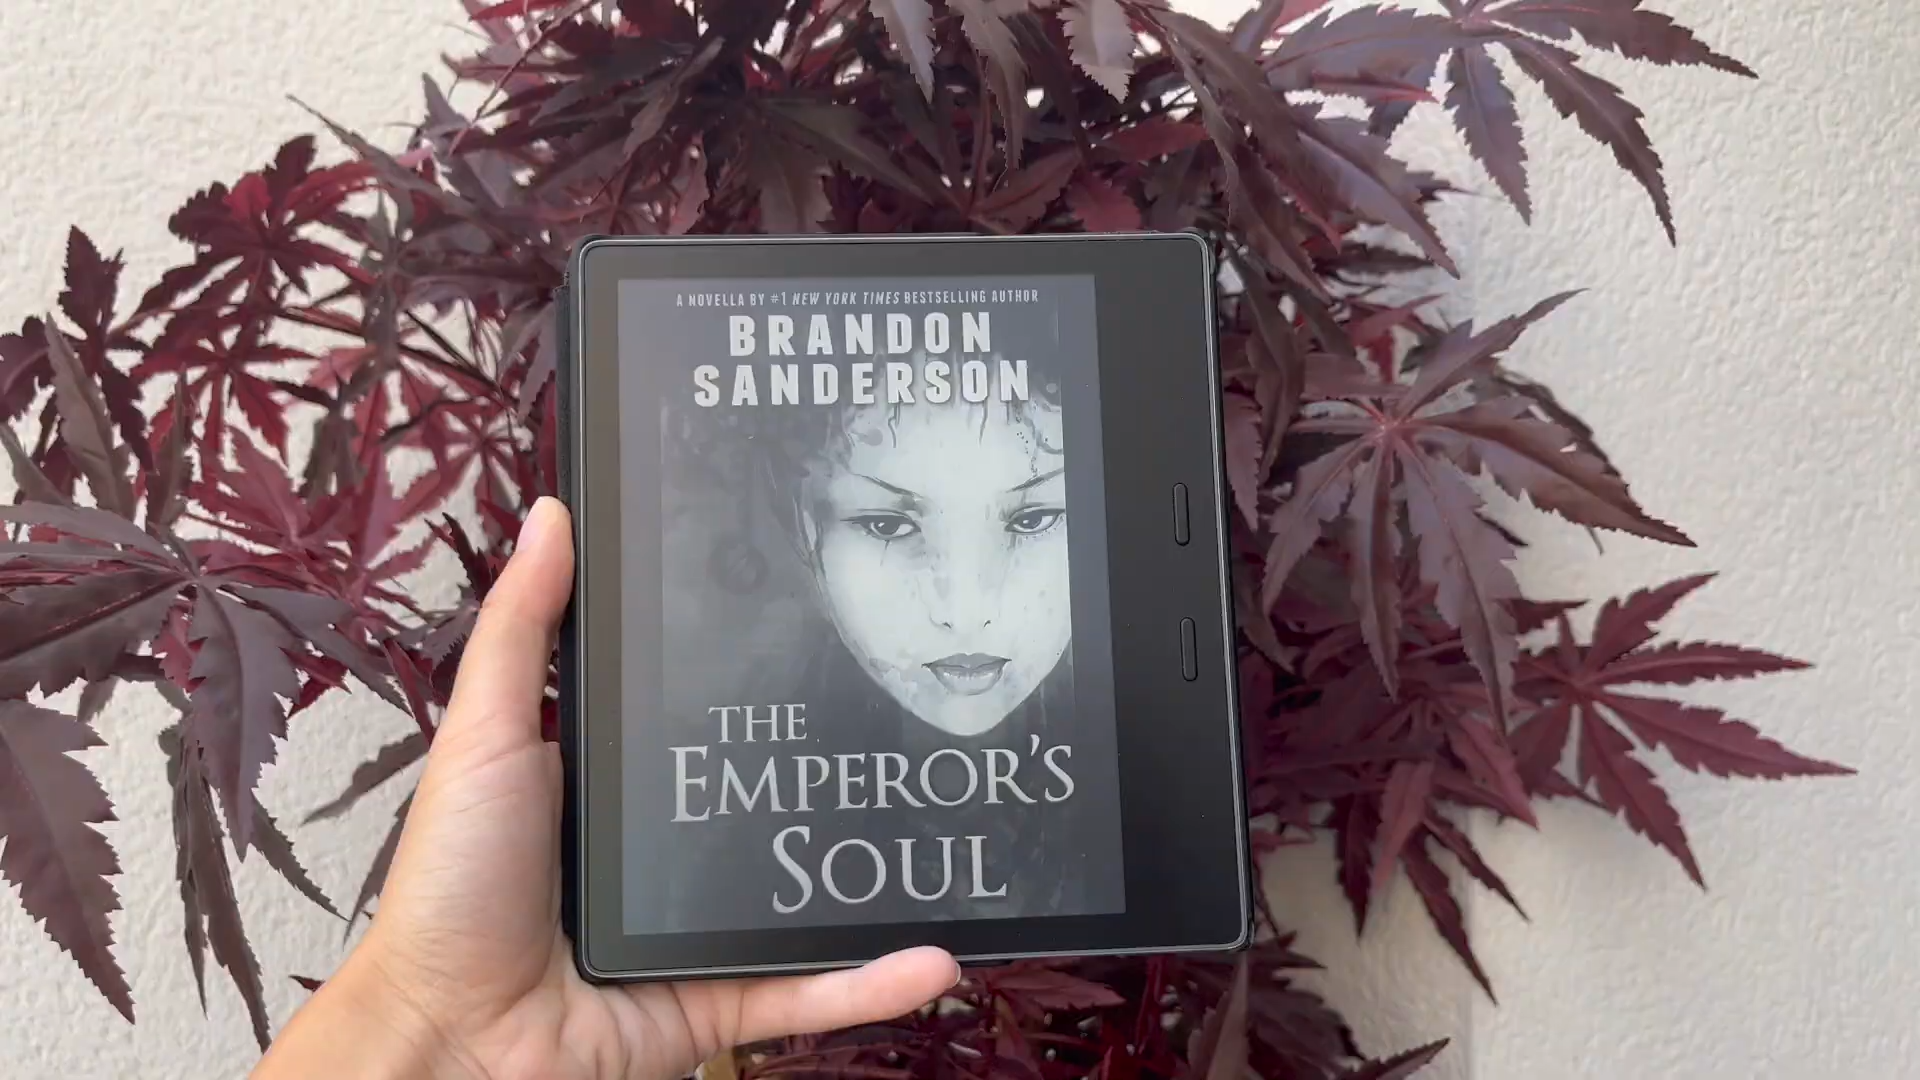 A NOVELLA BY #1 NEW YORK TIMES BESTSELLING AUTHOR
BRANDON
SANDERSON
THE
EMPEROR'S
SOUL